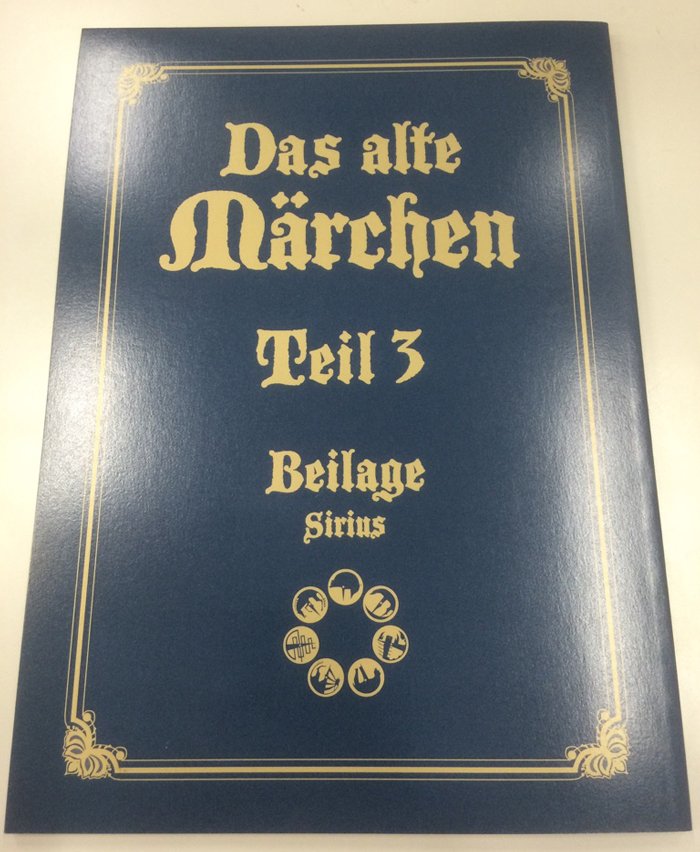 Das alte
Märchen
Teil 3
Beilage
Sirius